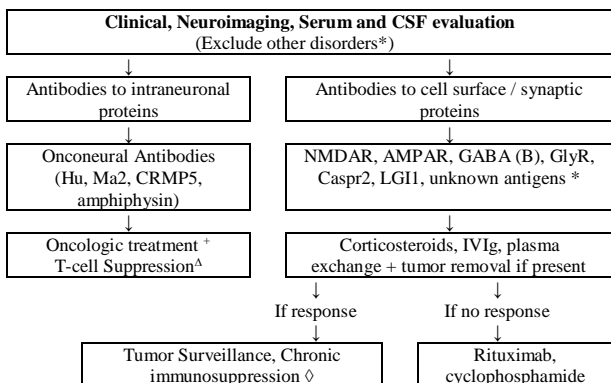 Clinical, Neuroimaging, Serum and CSF evaluation
(Exclude other disorders*)
↓ ↓
Antibodies to intraneuronal
proteins
Antibodies to cell surface / synaptic
proteins
↓ ↓
Onconeural Antibodies
(Hu, Ma2, CRMP5,
amphiphysin)
NMDAR, AMPAR, GABA (B), GlyR,
Caspr2, LGI1, unknown antigens *
↓ ↓
Oncologic treatment ⁺
T-cell Suppression^Δ
Corticosteroids, IVIg, plasma
exchange + tumor removal if present
↓ ↓
If response If no response
↓ ↓
Tumor Surveillance, Chronic
immunosuppression ◊
Rituximab,
cyclophosphamide